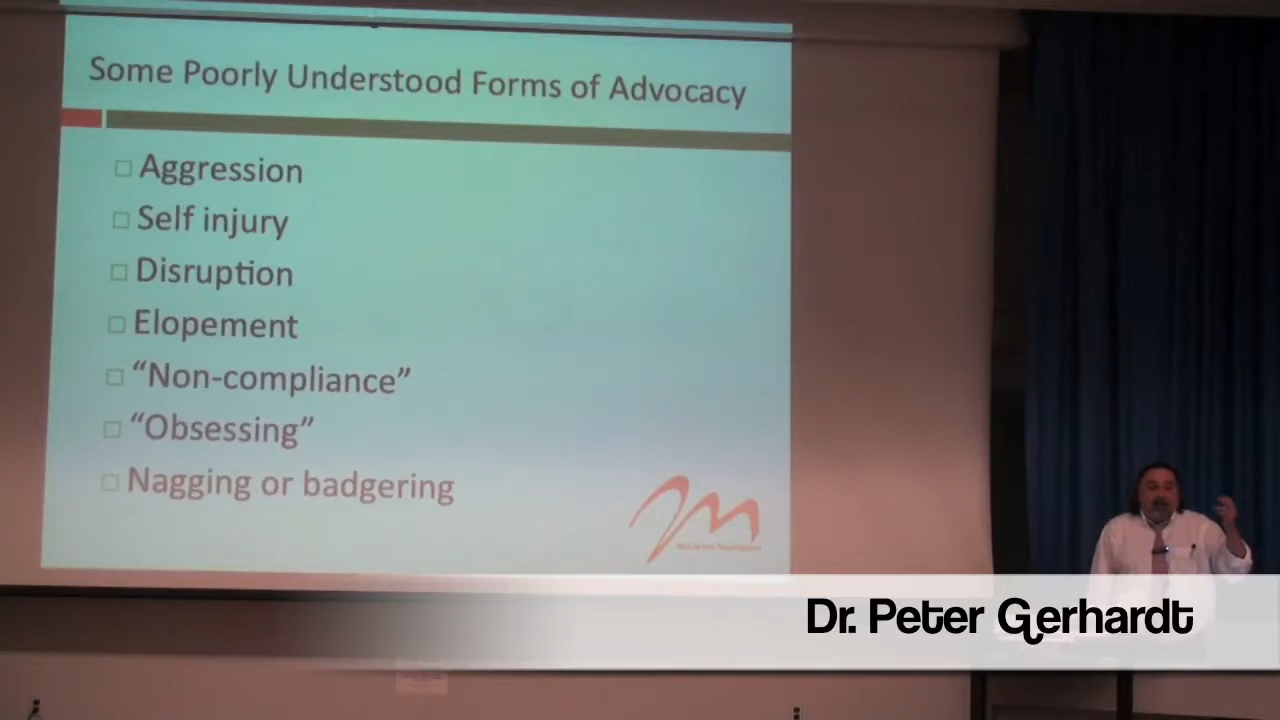 Some Poorly Understood Forms of Advocacy
Aggression
Self injury
Disruption
Elopement
“Non-compliance”
“Obsessing”
Nagging or badgering
Dr. Peter Gerhardt